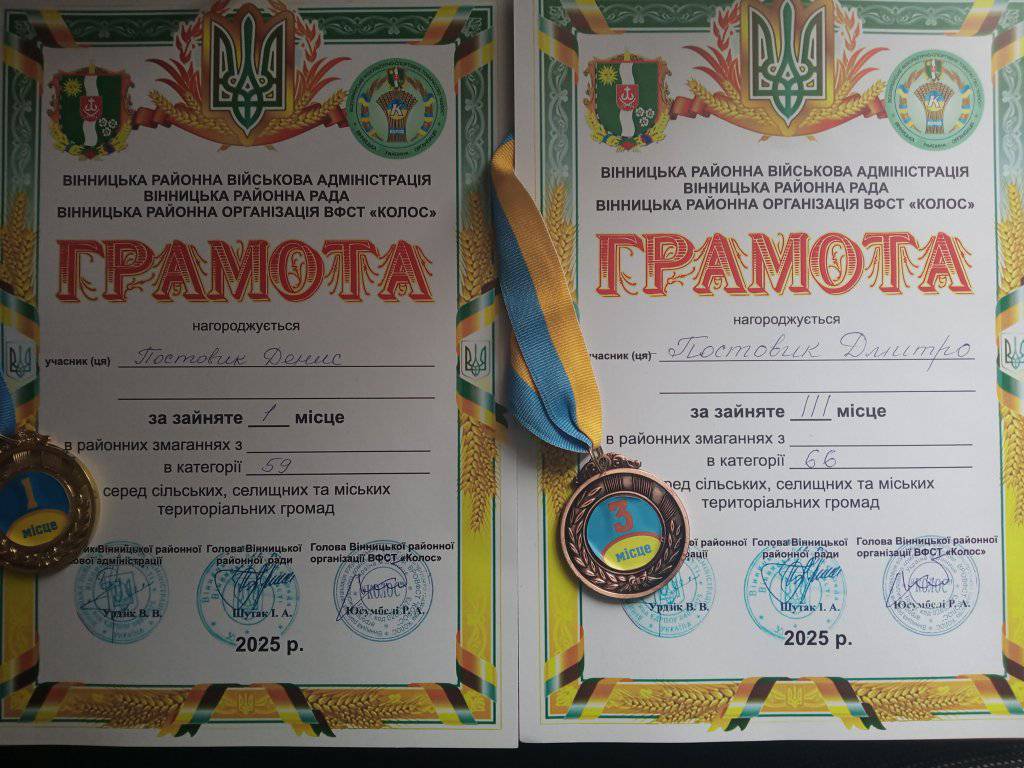 ВІННИЦЬКА РАЙОННА ВІЙСЬКОВА АДМІНІСТРАЦІЯ
ВІННИЦЬКА РАЙОННА РАДА
ВІННИЦЬКА РАЙОННА ОРГАНІЗАЦІЯ ВФСТ «КОЛОС»
ГРАМОТА
нагороджується
учасник (ця) Постовик Денис
за зайняте 1 місце
в районних змаганнях з
в категорії 59
серед сільських, селищних та міських
територіальних громад
Вінницької районної
адміністрації
Урдік В. В.
Голова Вінницької
районної ради
Шутак І. А.
Голова Вінницької районної
організації ВФСТ «Колос»
Юсумбелі Р. А.
2025 р.
1
місце
ВІННИЦЬКА РАЙОННА ВІЙСЬКОВА АДМІНІСТРАЦІЯ
ВІННИЦЬКА РАЙОННА РАДА
ВІННИЦЬКА РАЙОННА ОРГАНІЗАЦІЯ ВФСТ «КОЛОС»
ГРАМОТА
нагороджується
учасник (ця) Постовик Дмитро
за зайняте III місце
в районних змаганнях з
в категорії 66
серед сільських, селищних та міських
територіальних громад
районної
Урдік В. В.
Голова Вінницької
районної ради
Шутак І. А.
Голова Вінницької районної
організації ВФСТ «Колос»
Юсумбелі Р. А.
2025 р.
3
місце